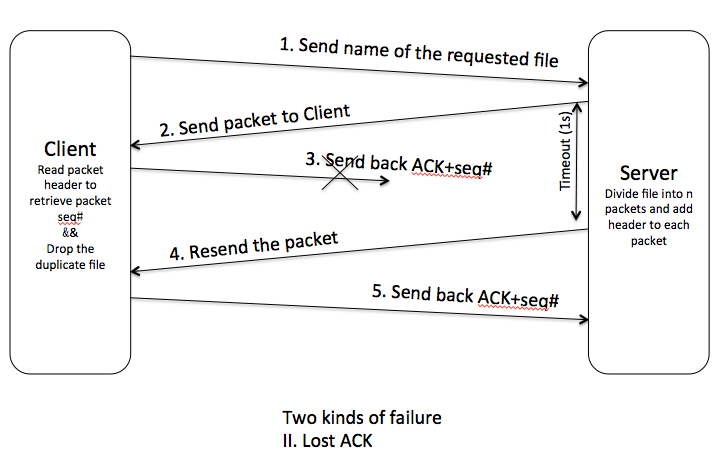 1. Send name of the requested file
2. Send packet to Client
3. Send back ACK+seq#
Timeout (1s)
Client
Read packet
header to
retrieve packet
seq#
&&
Drop the
duplicate file
Server
Divide file into n
packets and add
header to each
packet
4. Resend the packet
5. Send back ACK+seq#
Two kinds of failure
II. Lost ACK